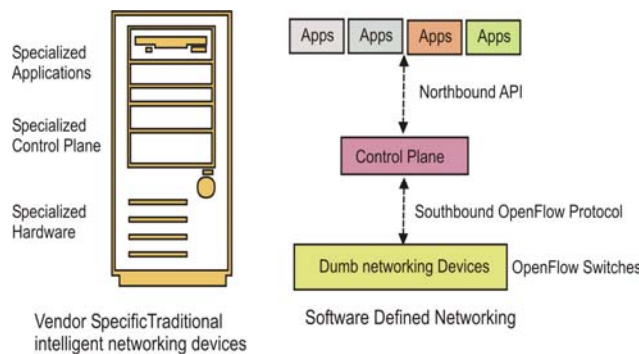 Specialized
Applications
Specialized
Control Plane
Specialized
Hardware
Vendor SpecificTraditional
intelligent networking devices
Apps
Apps
Apps
Apps
Northbound API
Control Plane
Southbound OpenFlow Protocol
Dumb networking Devices
OpenFlow Switches
Software Defined Networking